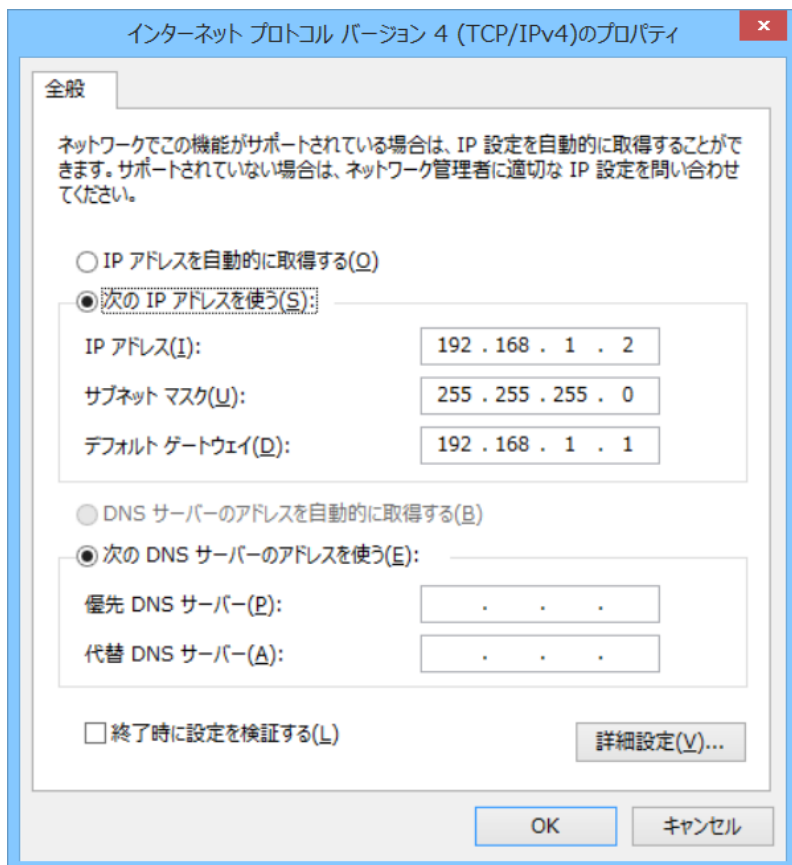 インターネット プロトコル バージョン 4 (TCP/IPv4)のプロパティ
全般
ネットワークでこの機能がサポートされている場合は、IP 設定を自動的に取得することがで
きます。サポートされていない場合は、ネットワーク管理者に適切な IP 設定を問い合わせ
てください。
IP アドレスを自動的に取得する(O)
次の IP アドレスを使う(S):
IP アドレス(I): 192 . 168 . 1 . 2
サブネット マスク(U): 255 . 255 . 255 . 0
デフォルト ゲートウェイ(D): 192 . 168 . 1 . 1
DNS サーバーのアドレスを自動的に取得する(B)
次の DNS サーバーのアドレスを使う(E):
優先 DNS サーバー(P): . . .
代替 DNS サーバー(A): . . .
終了時に設定を検証する(L)
詳細設定(V)...
OK キャンセル